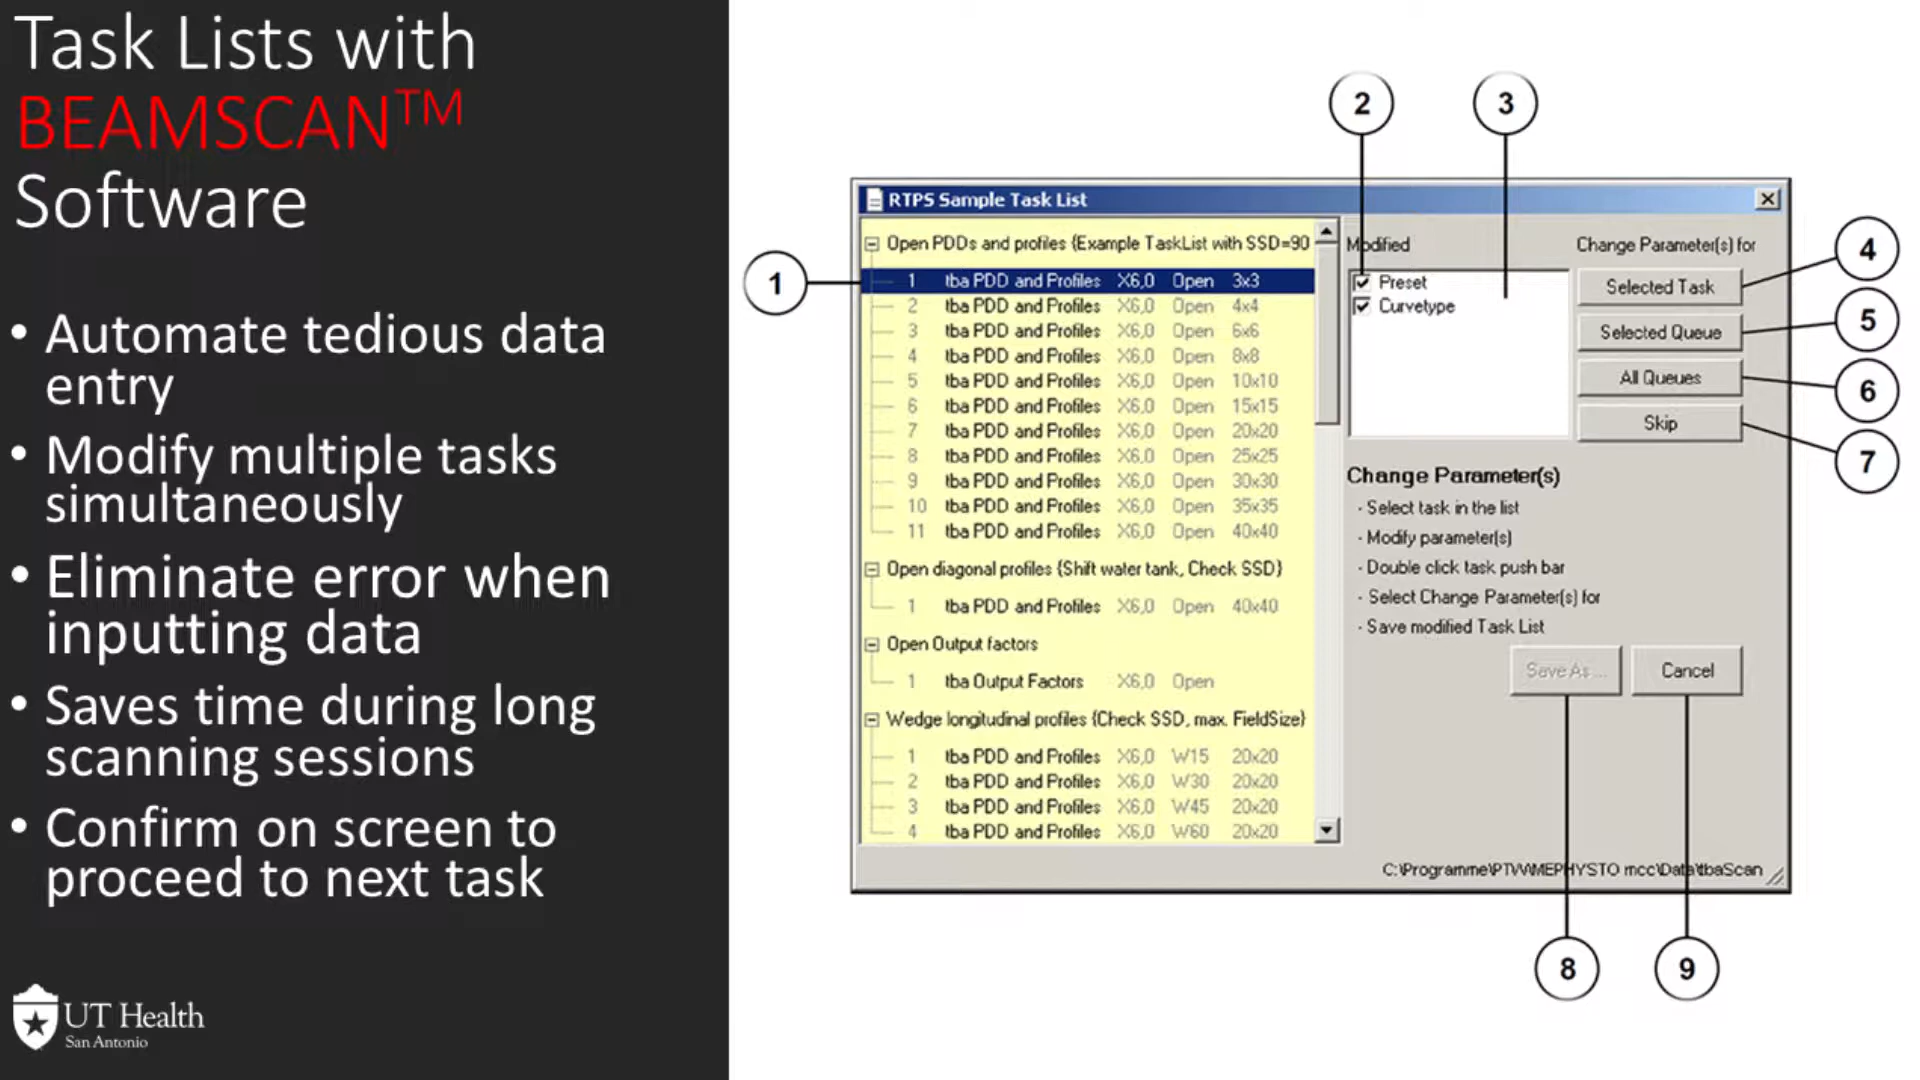 Task Lists with
BEAMSCAN™
Software
• Automate tedious data
entry
• Modify multiple tasks
simultaneously
• Eliminate error when
inputting data
• Saves time during long
scanning sessions
• Confirm on screen to
proceed to next task
UT Health
San Antonio
2 3
RTPS Sample Task List
1
Open PDDs and profiles {Example TaskList with SSD=90
1 tba PDD and Profiles X6,0 Open 3x3
2 tba PDD and Profiles X6,0 Open 4x4
3 tba PDD and Profiles X6,0 Open 6x6
4 tba PDD and Profiles X6,0 Open 8x8
5 tba PDD and Profiles X6,0 Open 10x10
6 tba PDD and Profiles X6,0 Open 15x15
7 tba PDD and Profiles X6,0 Open 20x20
8 tba PDD and Profiles X6,0 Open 25x25
9 tba PDD and Profiles X6,0 Open 30x30
10 tba PDD and Profiles X6,0 Open 35x35
11 tba PDD and Profiles X6,0 Open 40x40
Open diagonal profiles {Shift water tank, Check SSD}
1 tba PDD and Profiles X6,0 Open 40x40
Open Output factors
1 tba Output Factors X6,0 Open
Wedge longitudinal profiles {Check SSD, max. FieldSize}
1 tba PDD and Profiles X6,0 W15 20x20
2 tba PDD and Profiles X6,0 W30 20x20
3 tba PDD and Profiles X6,0 W45 20x20
4 tba PDD and Profiles X6,0 W60 20x20
Modified
Preset
Curvetype
Change Parameter(s) for
Selected Task 4
Selected Queue 5
All Queues 6
Skip 7
Change Parameter(s)
- Select task in the list
- Modify parameter(s)
- Double click task push bar
- Select Change Parameter(s) for
- Save modified Task List
Save As ... Cancel
C:\Programme\PTW\MEPHYSTO mcc\Data\tbaScan
8 9